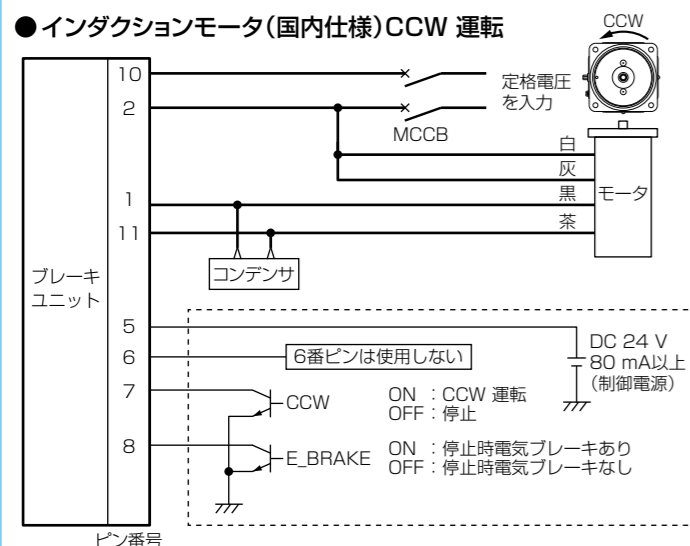 ●インダクションモータ(国内仕様)CCW 運転
CCW
10
定格電圧
を入力
2
MCCB
白
灰
1
黒
モータ
茶
11
コンデンサ
ブレーキ
ユニット
5
DC 24 V
80 mA以上
(制御電源)
6
6番ピンは使用しない
7
CCW
ON :CCW 運転
OFF:停止
8
E_BRAKE
ON :停止時電気ブレーキあり
OFF:停止時電気ブレーキなし
ピン番号